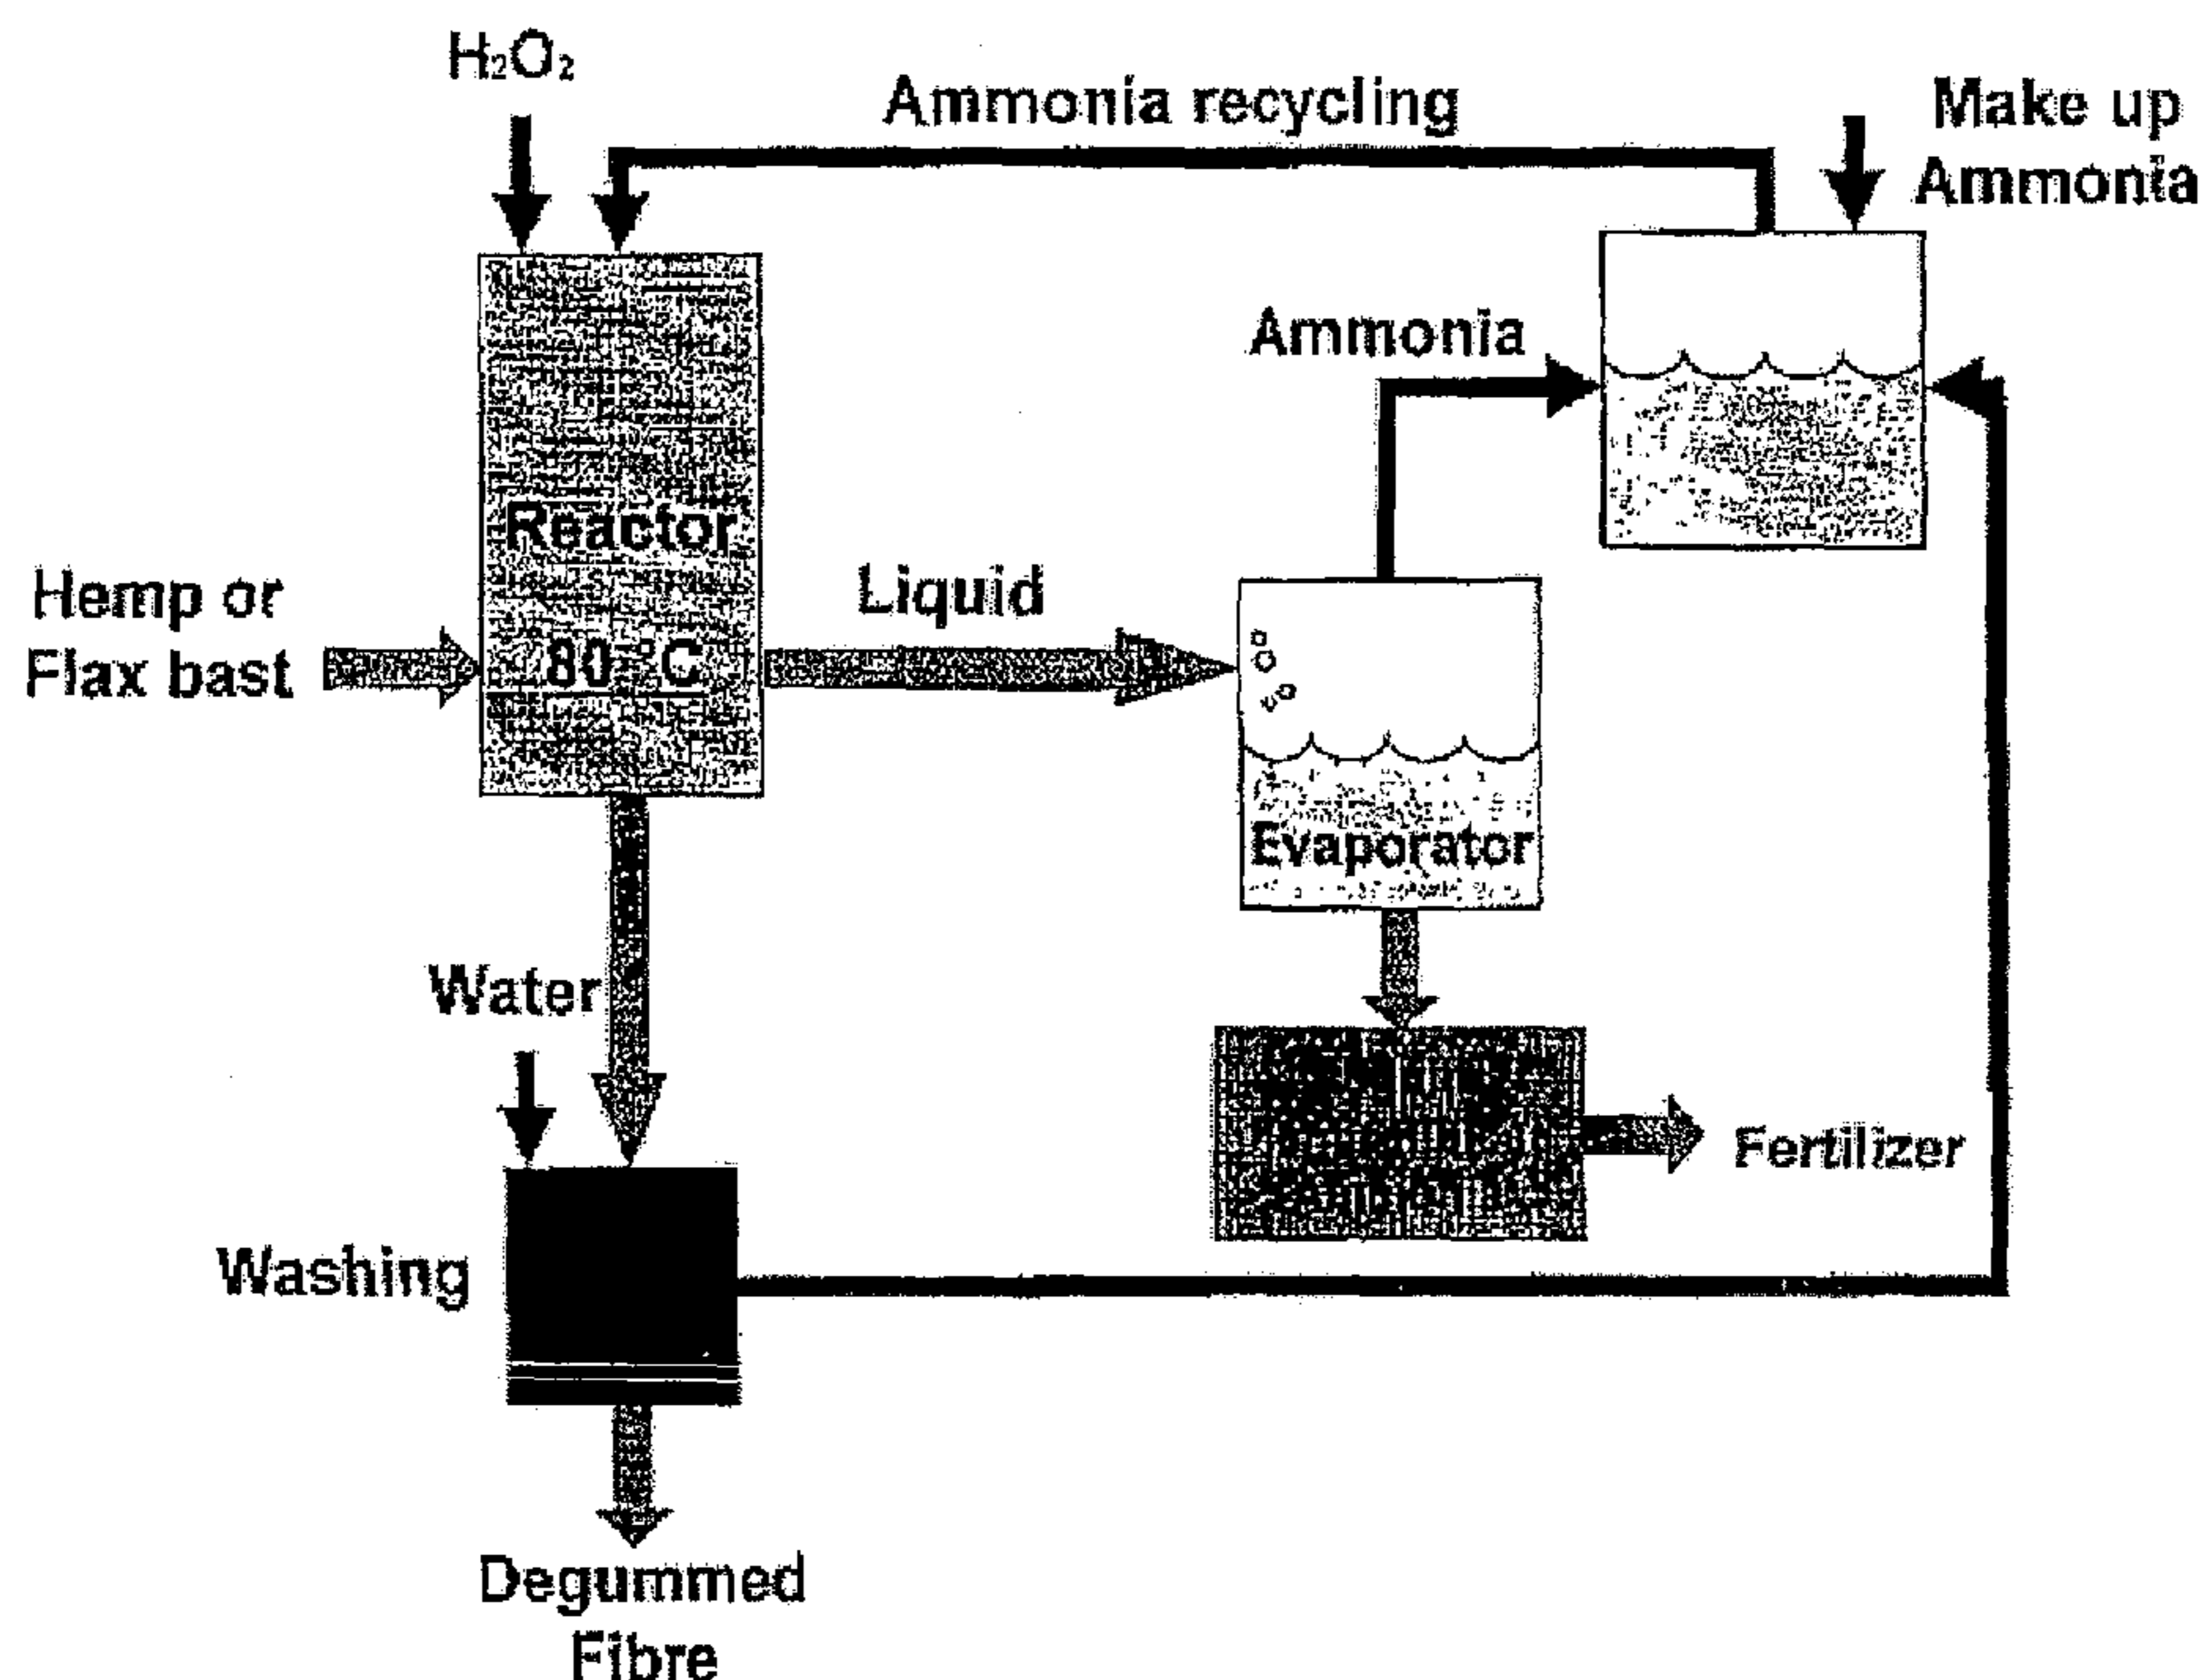 H₂O₂
Ammonia recycling
Make up
Ammonia
Ammonia
Reactor
80 °C
Hemp or
Flax bast
Liquid
Evaporator
Water
Fertilizer
Washing
Degummed
Fibre